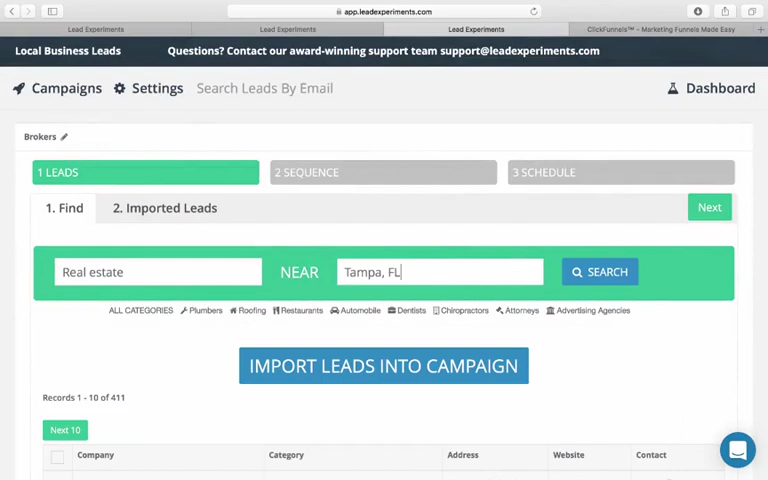 app.leadexperiments.com
Lead Experiments
Lead Experiments
Lead Experiments
ClickFunnels™ - Marketing Funnels Made Easy
Local Business Leads
Questions? Contact our award-winning support team support@leadexperiments.com
Campaigns
Settings
Search Leads By Email
Dashboard
Brokers
1 LEADS
2 SEQUENCE
3 SCHEDULE
1. Find
2. Imported Leads
Next
Real estate
NEAR
Tampa, FL
SEARCH
ALL CATEGORIES Plumbers Roofing Restaurants Automobile Dentists Chiropractors Attorneys Advertising Agencies
IMPORT LEADS INTO CAMPAIGN
Records 1 - 10 of 411
Next 10
Company Category Address Website Contact